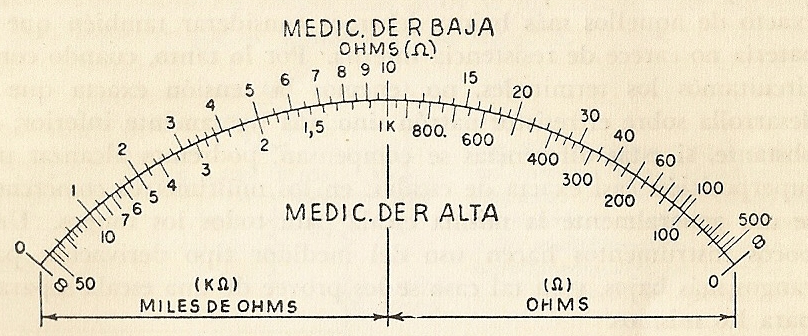 MEDIC. DE R BAJA
OHMS (Ω)
0 1 2 3 4 5 6 7 8 9 10 15 20 30 40 60 100 500 ∞
∞ 50 10 7 6 5 4 3 2 1,5 1K 800. 600 400 300 200 100 0
MEDIC. DE R ALTA
(KΩ) (Ω)
MILES DE OHMS OHMS